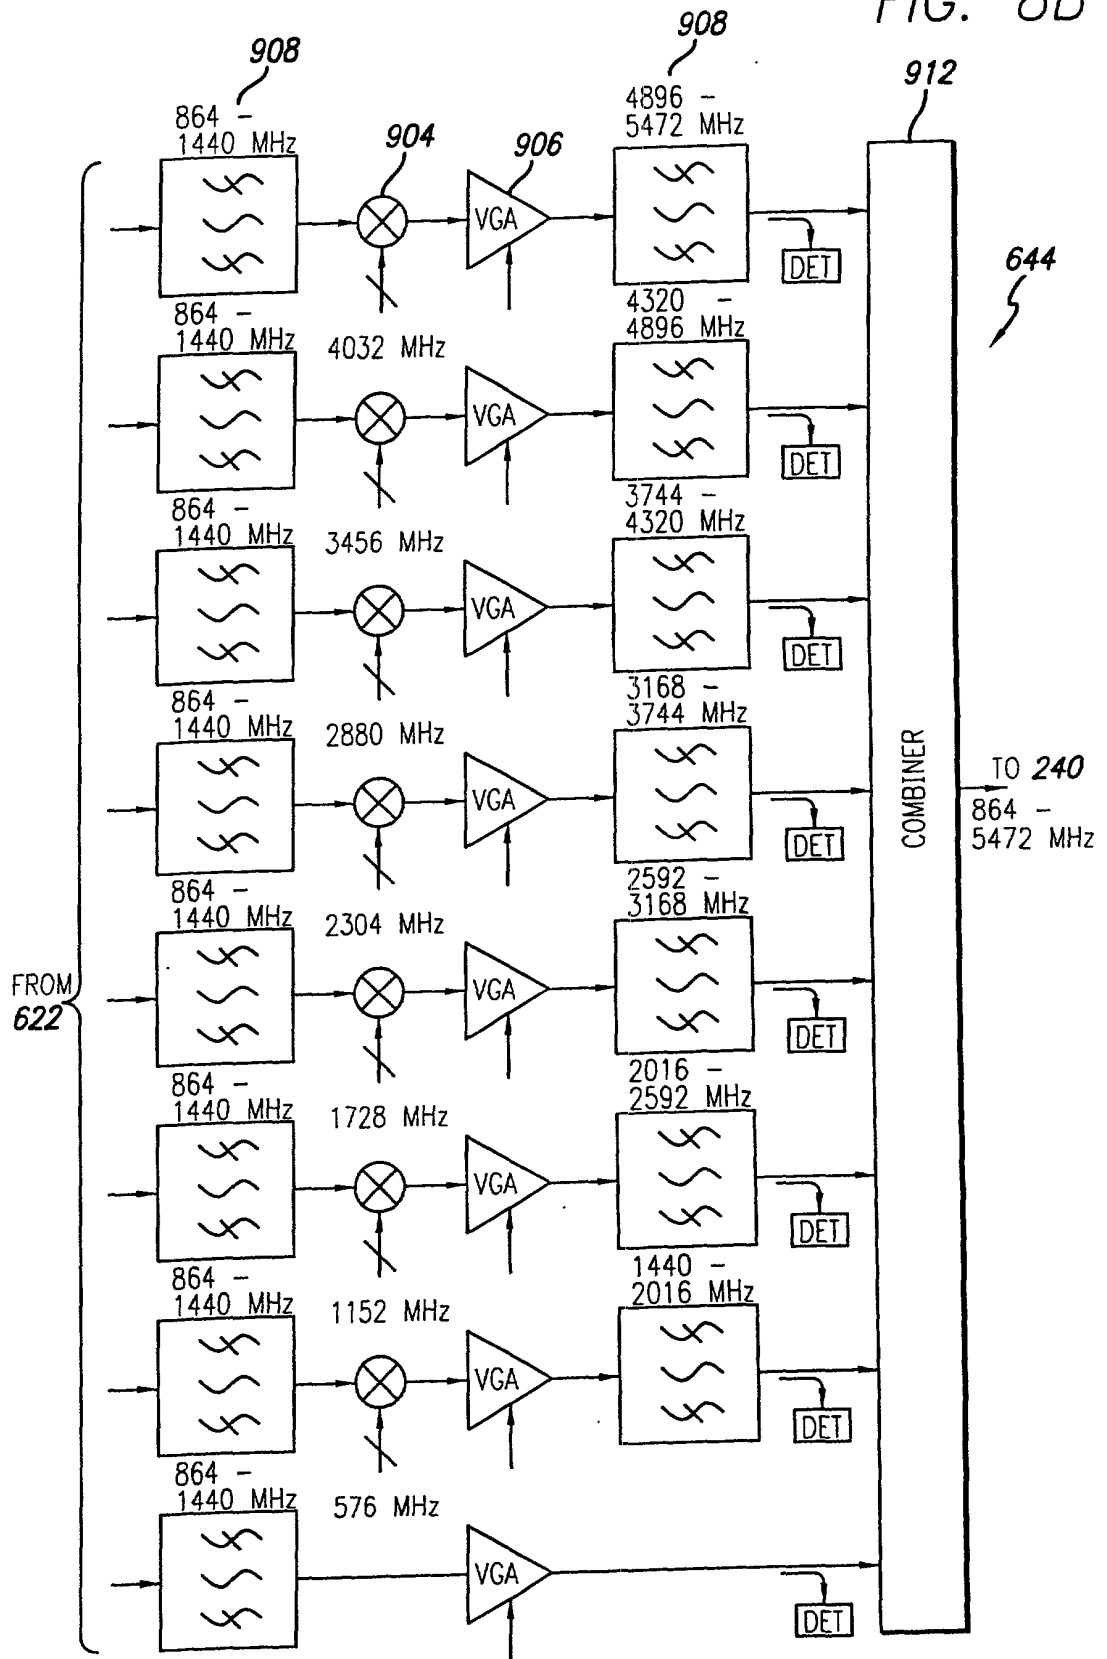 FIG. 8B
908
908
912
864 -
1440 MHz
904
906
4896 -
5472 MHz
VGA
DET
644
864 -
1440 MHz
4032 MHz
4320 -
4896 MHz
VGA
DET
864 -
1440 MHz
3456 MHz
3744 -
4320 MHz
VGA
DET
864 -
1440 MHz
2880 MHz
3168 -
3744 MHz
VGA
DET
COMBINER
TO 240
864 -
5472 MHz
864 -
1440 MHz
2304 MHz
2592 -
3168 MHz
VGA
DET
FROM
622
864 -
1440 MHz
1728 MHz
2016 -
2592 MHz
VGA
DET
864 -
1440 MHz
1152 MHz
1440 -
2016 MHz
VGA
DET
864 -
1440 MHz
576 MHz
VGA
DET